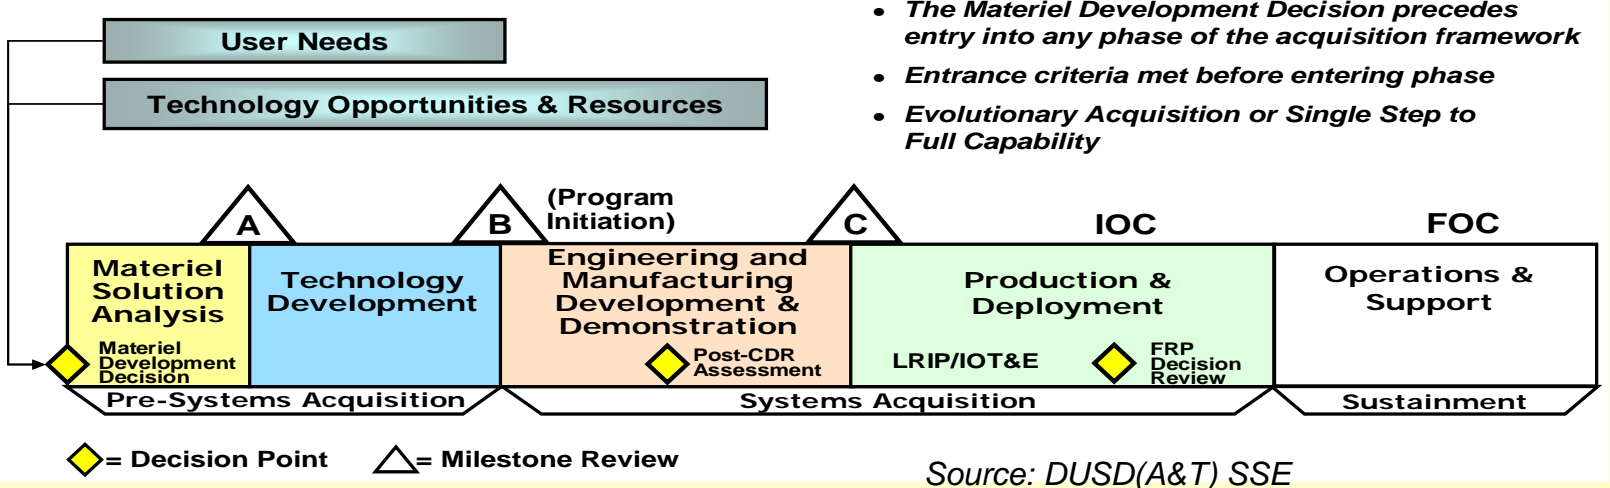 User Needs
Technology Opportunities & Resources
• The Materiel Development Decision precedes
entry into any phase of the acquisition framework
• Entrance criteria met before entering phase
• Evolutionary Acquisition or Single Step to
Full Capability
A
B
(Program
Initiation)
C
IOC
FOC
Materiel
Solution
Analysis
Materiel
Development
Decision
Technology
Development
Engineering and
Manufacturing
Development &
Demonstration
Post-CDR
Assessment
Production &
Deployment
LRIP/IOT&E
FRP
Decision
Review
Operations &
Support
Pre-Systems Acquisition
Systems Acquisition
Sustainment
= Decision Point
= Milestone Review
Source: DUSD(A&T) SSE